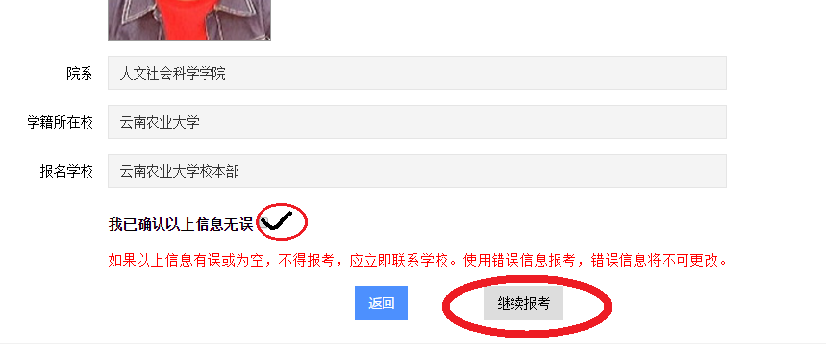 院系 人文社会科学学院
学籍所在校 云南农业大学
报名学校 云南农业大学校本部
我已确认以上信息无误
如果以上信息有误或为空，不得报考，应立即联系学校。使用错误信息报考，错误信息将不可更改。
返回 继续报考